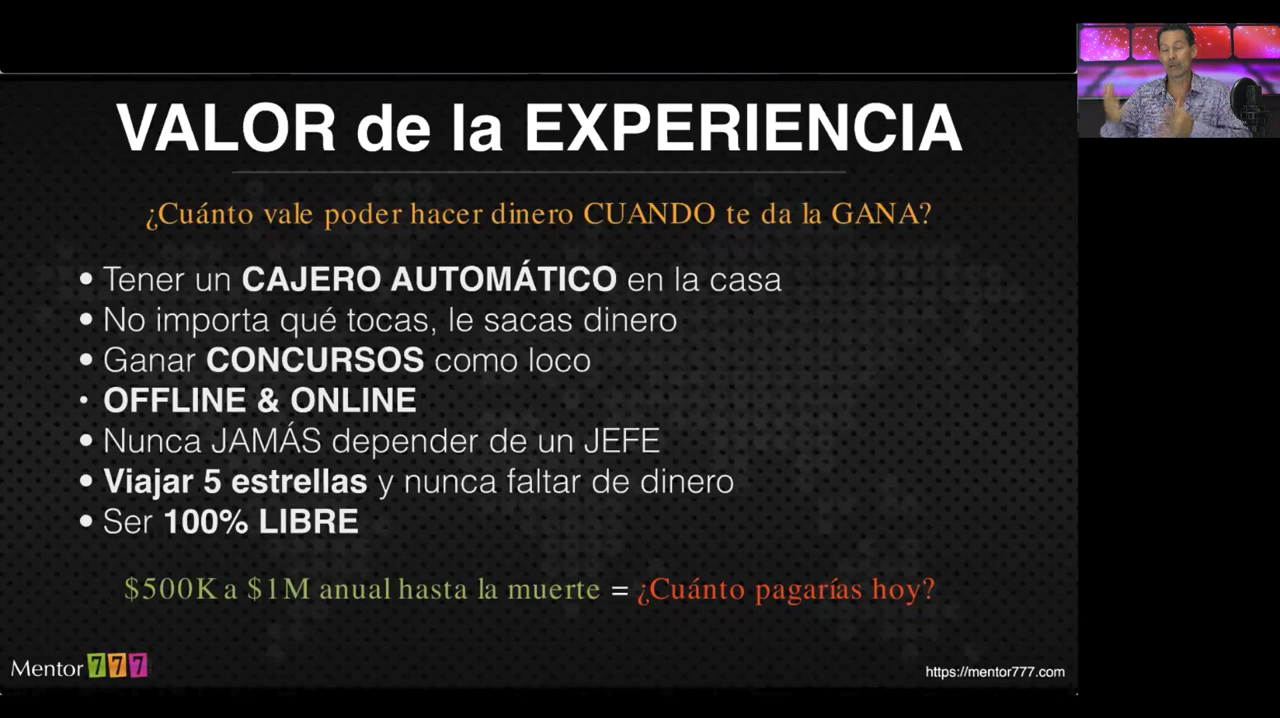 VALOR de la EXPERIENCIA
¿Cuánto vale poder hacer dinero CUANDO te da la GANA?
• Tener un CAJERO AUTOMÁTICO en la casa
• No importa qué tocas, le sacas dinero
• Ganar CONCURSOS como loco
• OFFLINE & ONLINE
• Nunca JAMÁS depender de un JEFE
• Viajar 5 estrellas y nunca faltar de dinero
• Ser 100% LIBRE
$500K a $1M anual hasta la muerte = ¿Cuánto pagarías hoy?
Mentor 777
https://mentor777.com